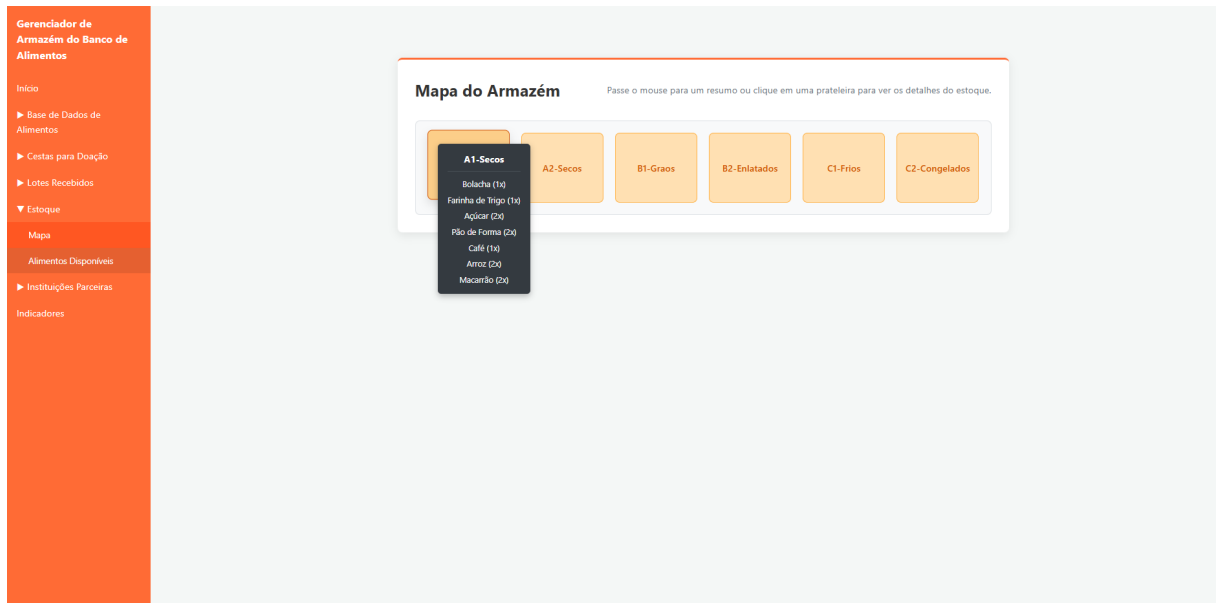 Gerenciador de
Armazém do Banco de
Alimentos
Início
▶ Base de Dados de
Alimentos
▶ Cestas para Doação
▶ Lotes Recebidos
▼ Estoque
Mapa
Alimentos Disponíveis
▶ Instituições Parceiras
Indicadores
Mapa do Armazém
Passe o mouse para um resumo ou clique em uma prateleira para ver os detalhes do estoque.
A1-Secos
Bolacha (1x)
Farinha de Trigo (1x)
Açúcar (2x)
Pão de Forma (2x)
Café (1x)
Arroz (2x)
Macarrão (2x)
A2-Secos
B1-Graos
B2-Enlatados
C1-Frios
C2-Congelados